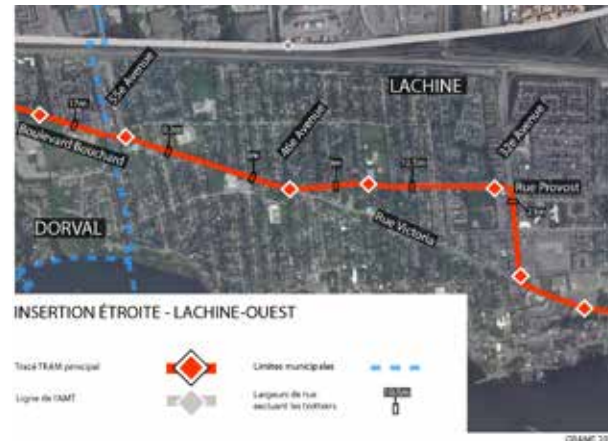 LACHINE
55e Avenue
46e Avenue
32e Avenue
Boulevard Bouchard
Rue Provost
Rue Victoria
DORVAL
INSERTION ÉTROITE - LACHINE-OUEST
Tracé TRAM principal
Limites municipales
Ligne de l'AMT
Largeurs de rue
excluant les trottoirs